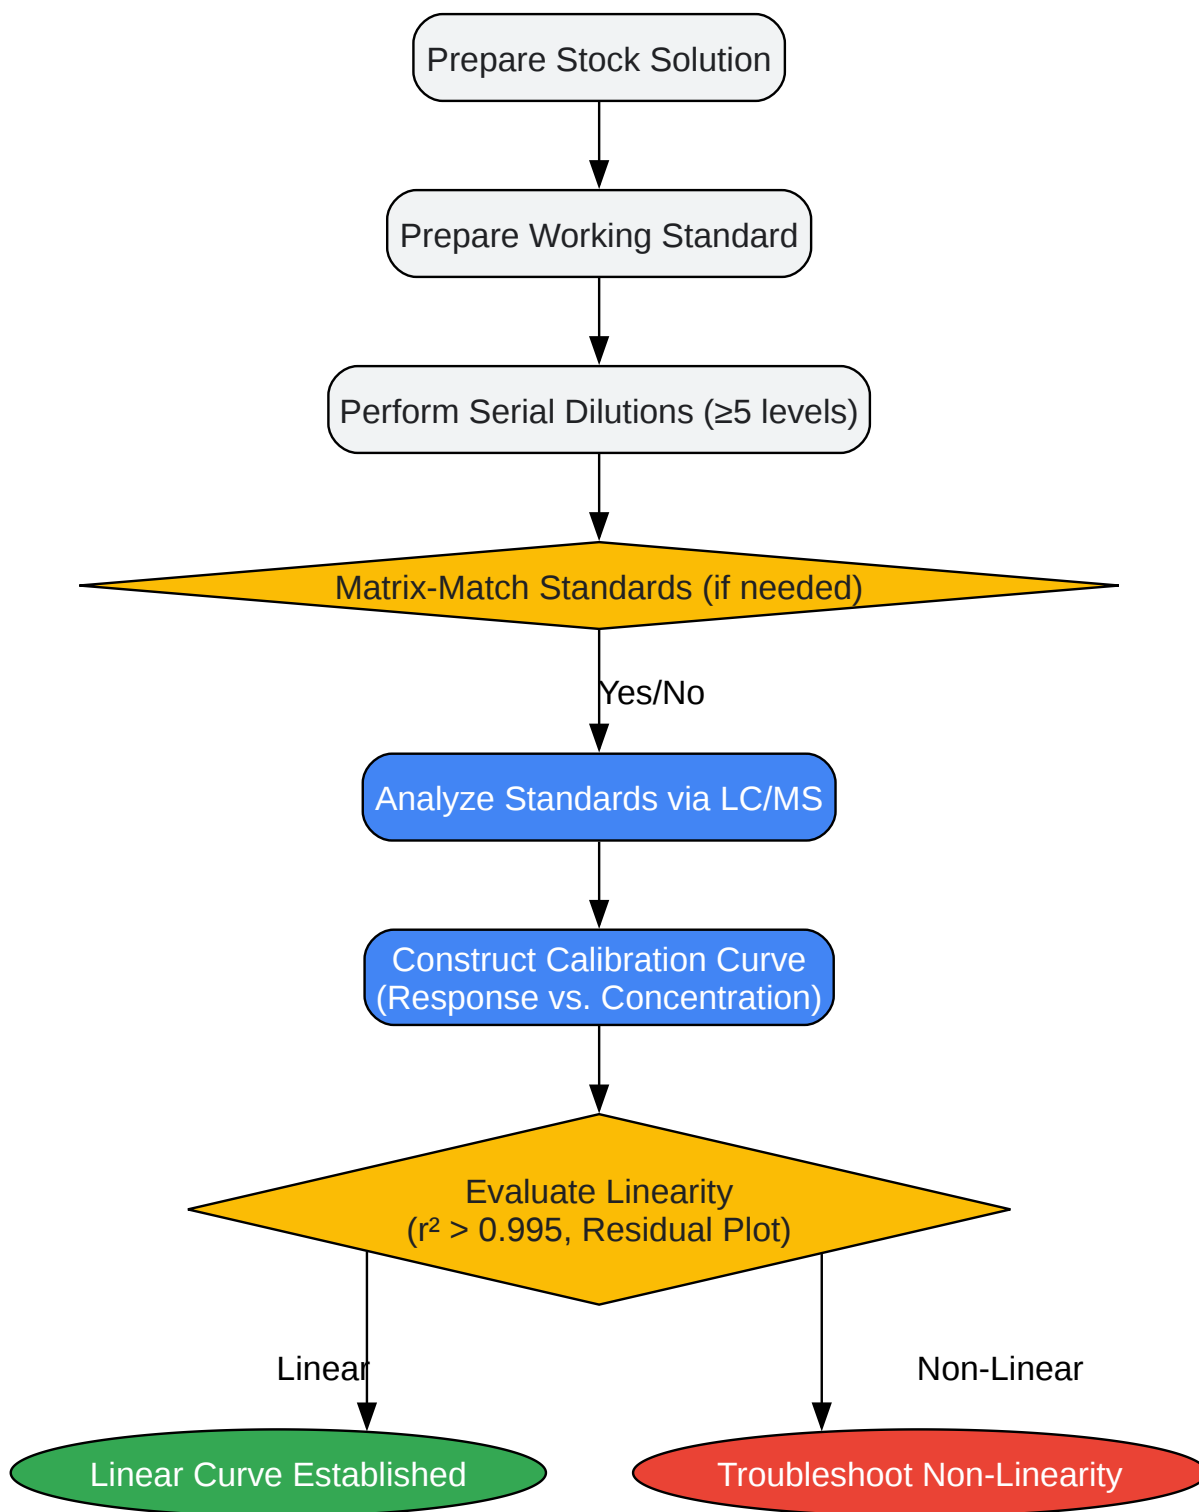 Prepare Stock Solution
Prepare Working Standard
Perform Serial Dilutions (≥5 levels)
Matrix-Match Standards (if needed)
Yes/No
Analyze Standards via LC/MS
Construct Calibration Curve
(Response vs. Concentration)
Evaluate Linearity
(r² > 0.995, Residual Plot)
Linear
Non-Linear
Linear Curve Established
Troubleshoot Non-Linearity